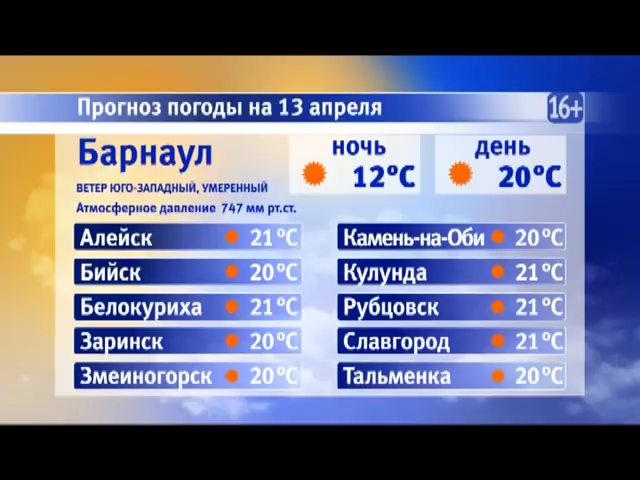 Прогноз погоды на 13 апреля
16+
Барнаул
ВЕТЕР ЮГО-ЗАПАДНЫЙ, УМЕРЕННЫЙ
Атмосферное давление 747 мм рт.ст.
ночь
12°C
день
20°C
Алейск 21°C
Бийск 20°C
Белокуриха 21°C
Заринск 20°C
Змеиногорск 20°C
Камень-на-Оби 20°C
Кулунда 21°C
Рубцовск 21°C
Славгород 21°C
Тальменка 20°C